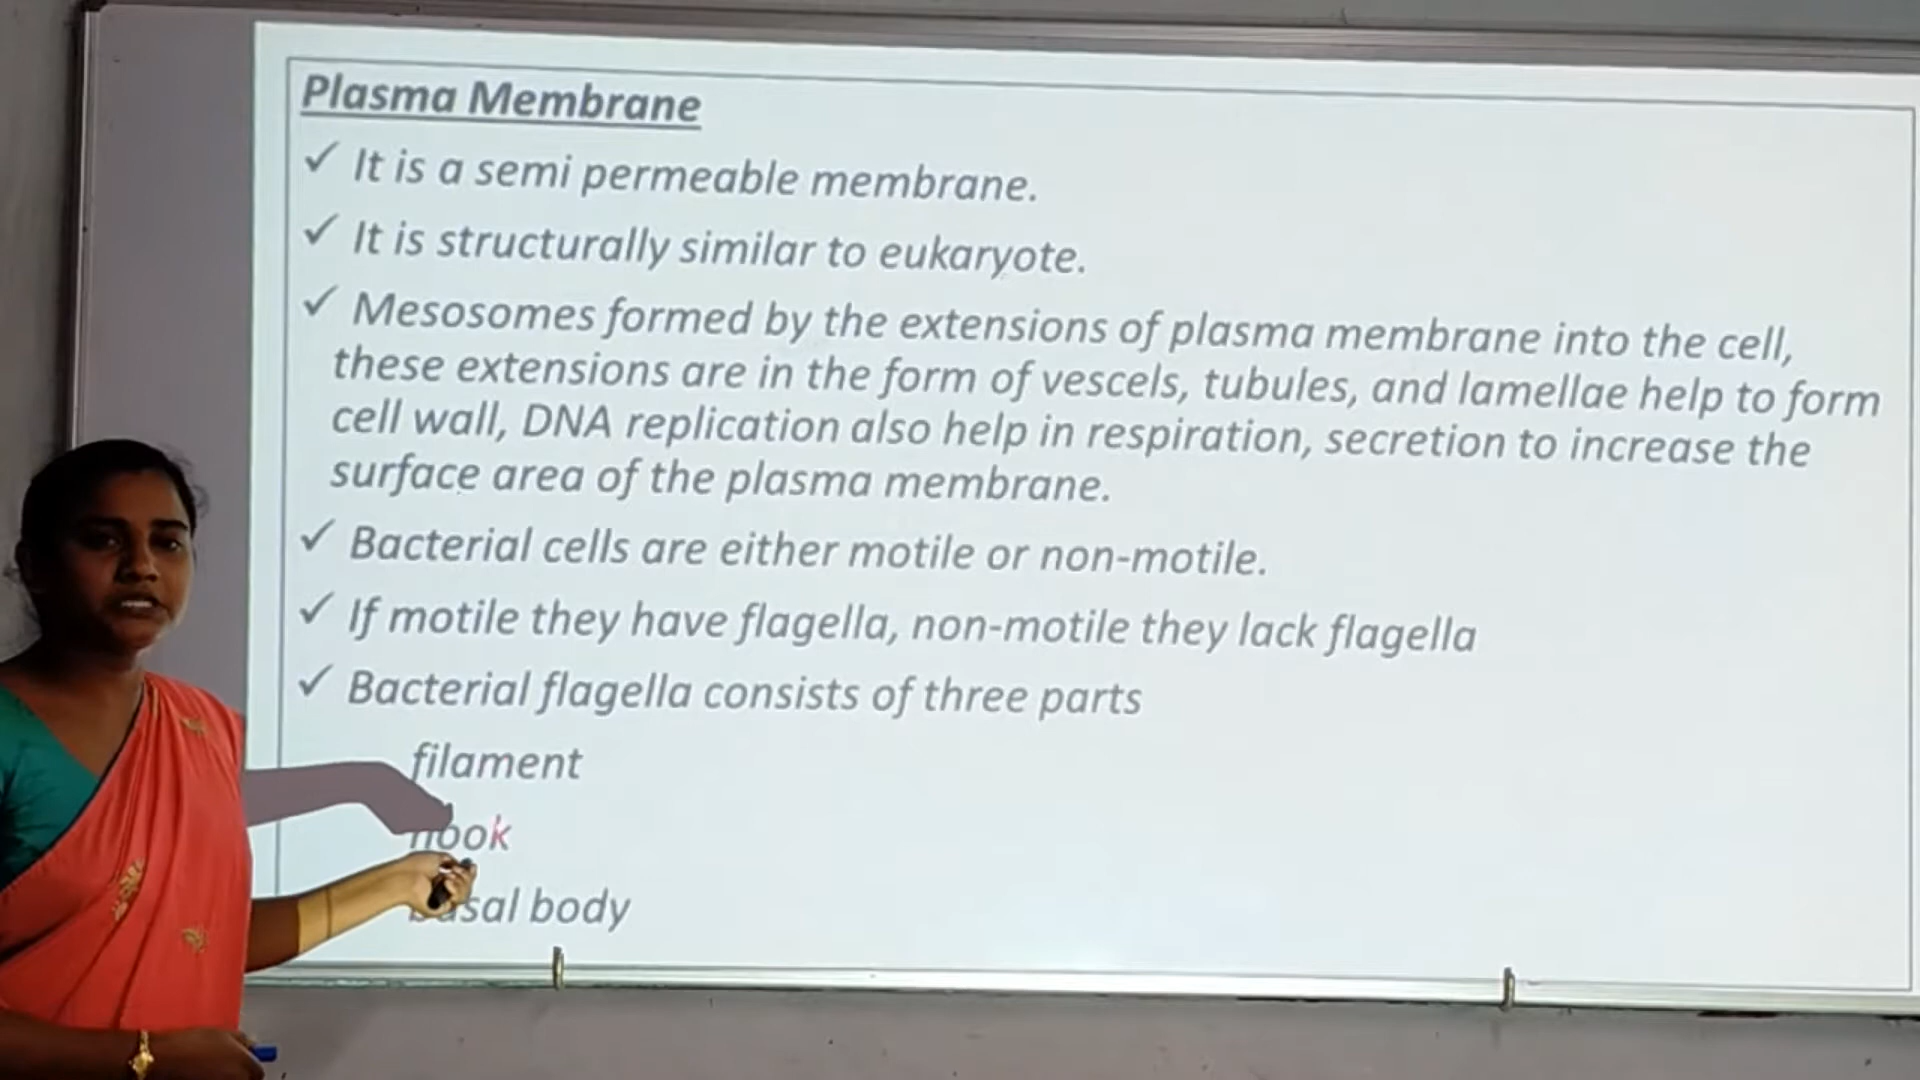 Plasma Membrane
✓ It is a semi permeable membrane.
✓ It is structurally similar to eukaryote.
✓ Mesosomes formed by the extensions of plasma membrane into the cell,
these extensions are in the form of vescels, tubules, and lamellae help to form
cell wall, DNA replication also help in respiration, secretion to increase the
surface area of the plasma membrane.
✓ Bacterial cells are either motile or non-motile.
✓ If motile they have flagella, non-motile they lack flagella
✓ Bacterial flagella consists of three parts
filament
hook
basal body